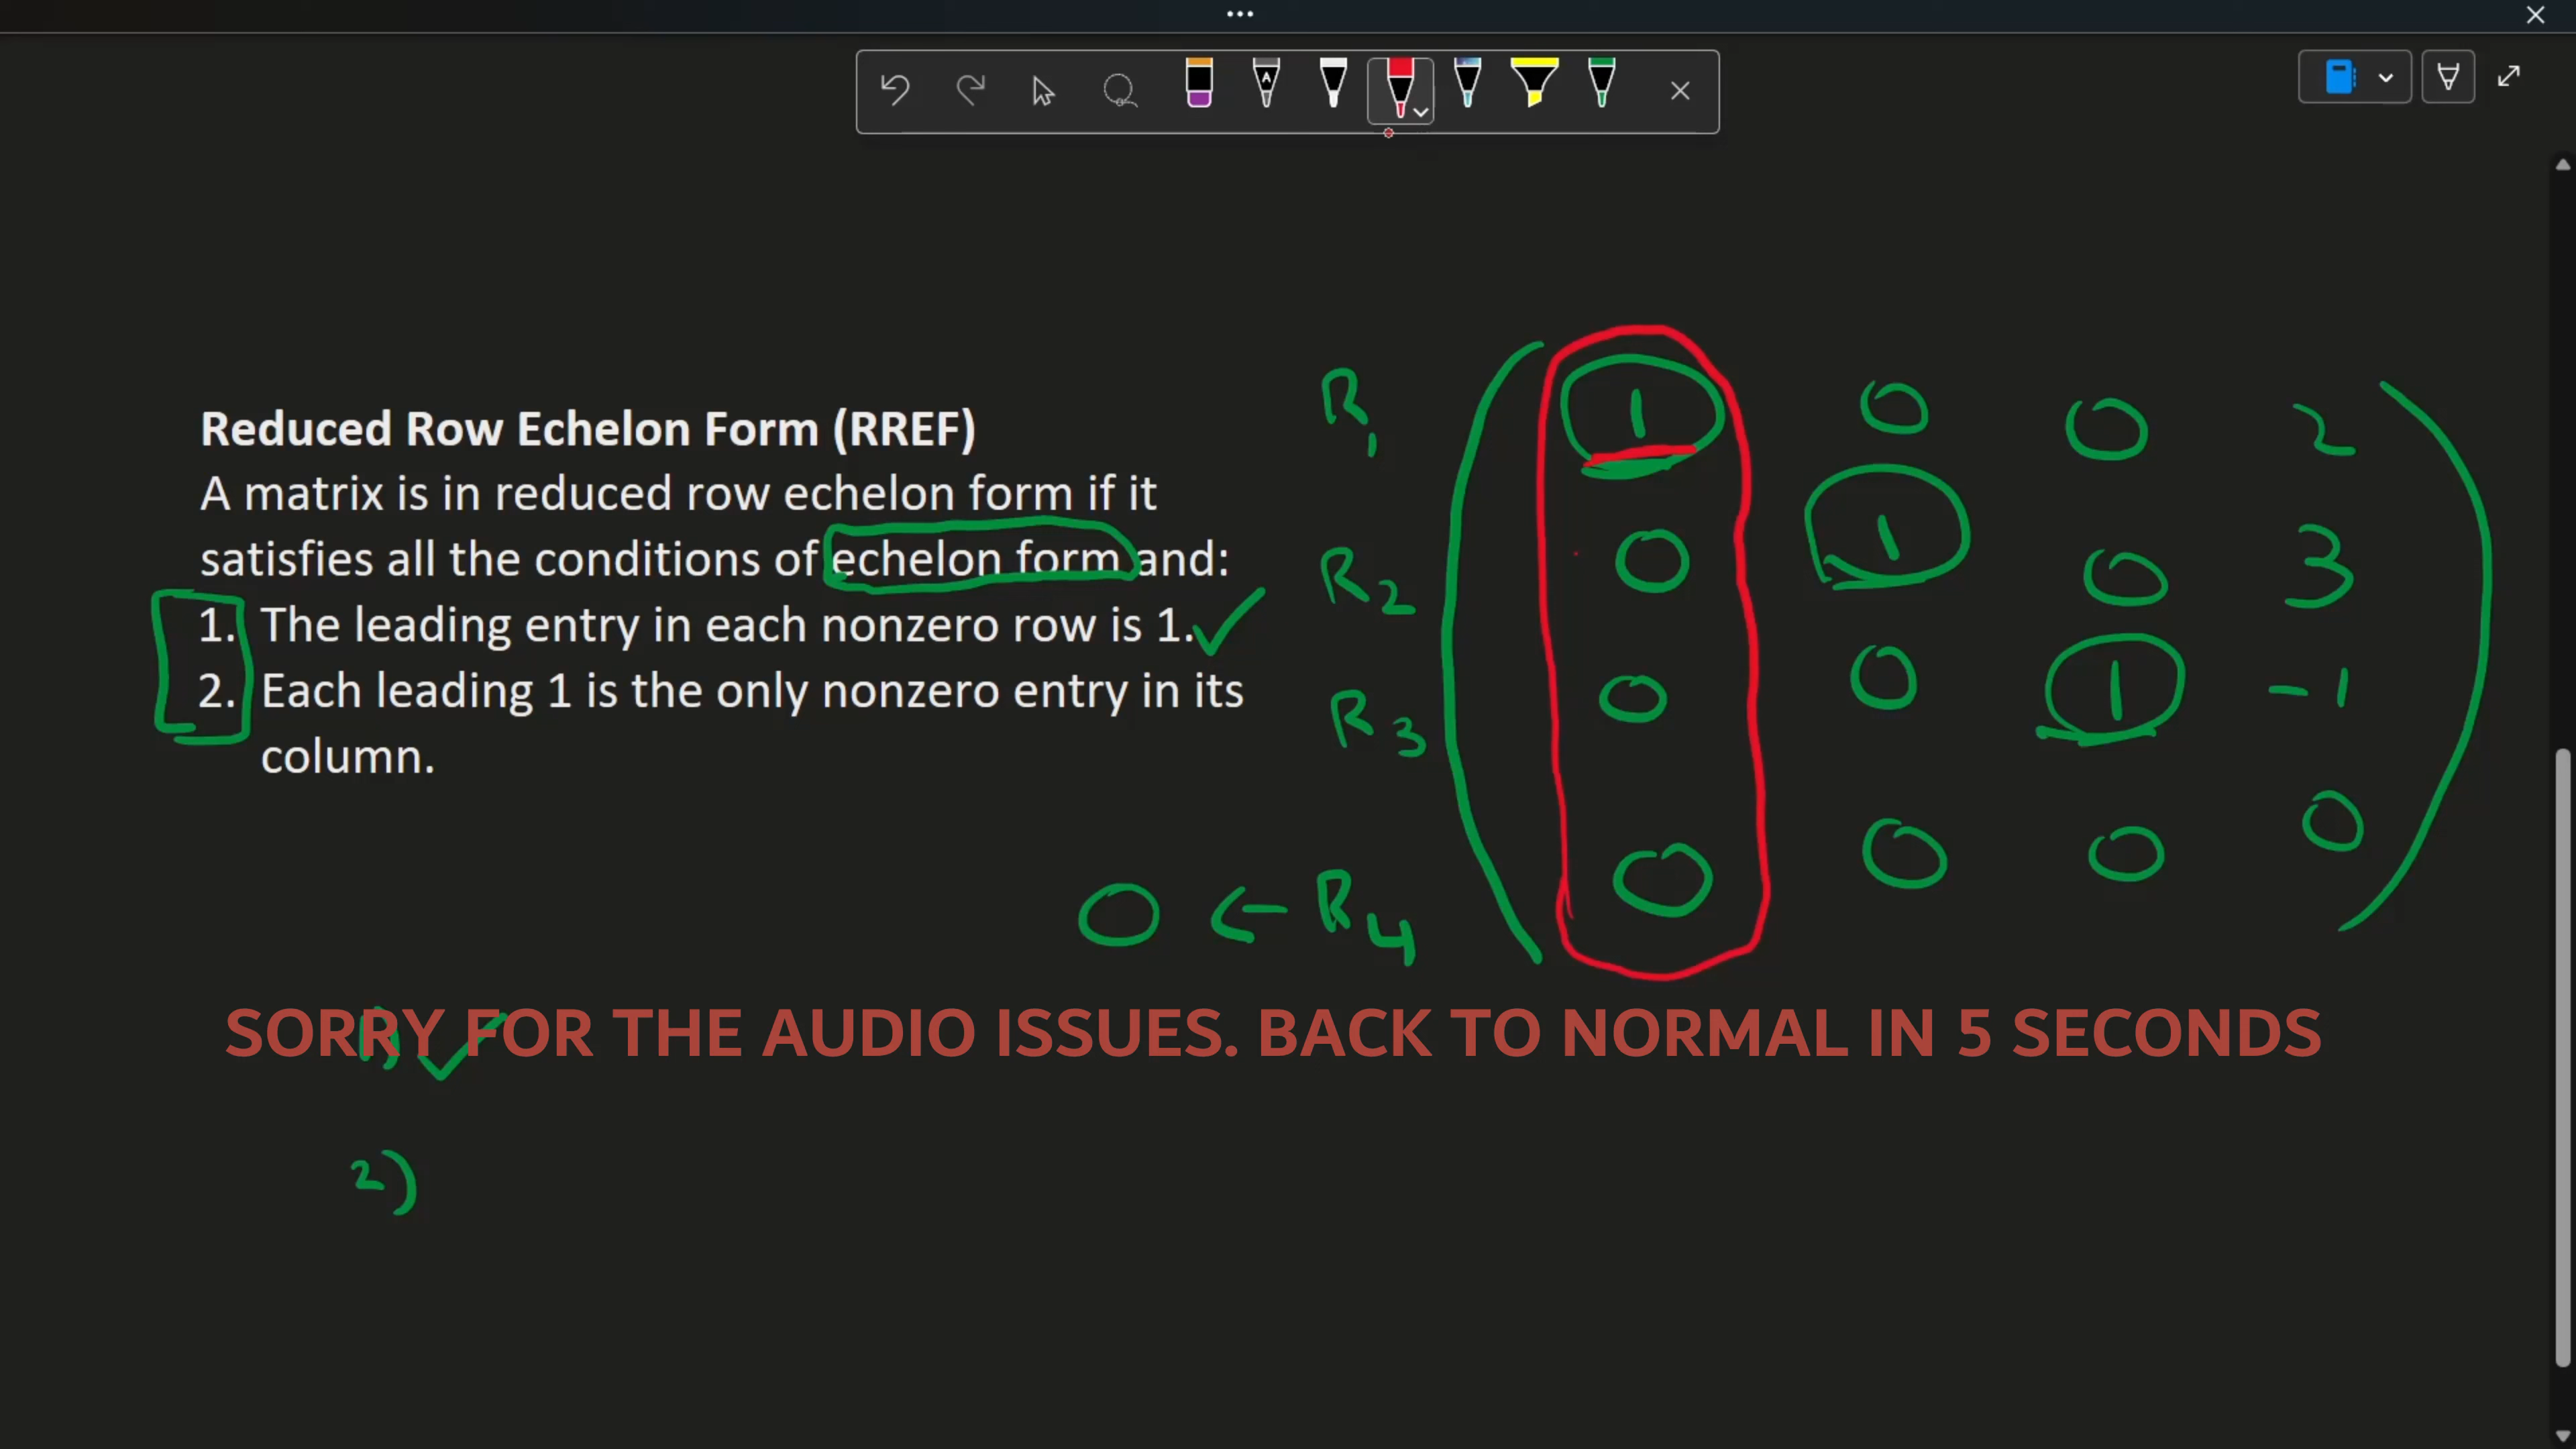 Reduced Row Echelon Form (RREF)
A matrix is in reduced row echelon form if it
satisfies all the conditions of echelon form and:
1. The leading entry in each nonzero row is 1.
2. Each leading 1 is the only nonzero entry in its
column.
R1 1 0 0 2
R2 0 1 0 3
R3 0 0 1 -1
0 ← R4 0 0 0 0
SORRY FOR THE AUDIO ISSUES. BACK TO NORMAL IN 5 SECONDS
1) ✓
2)